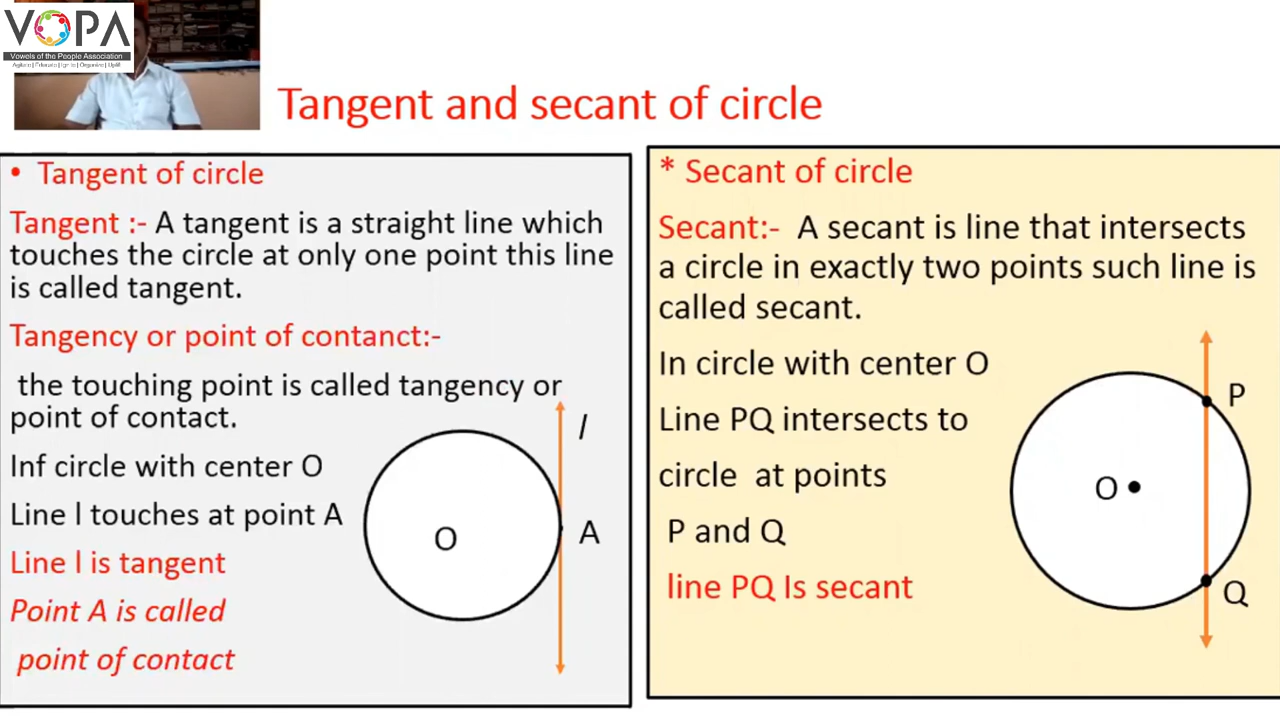 VOPA
Vowels of the People Association
Tangent and secant of circle
• Tangent of circle
Tangent :- A tangent is a straight line which
touches the circle at only one point this line
is called tangent.
Tangency or point of contanct:-
the touching point is called tangency or
point of contact.
Inf circle with center O
Line l touches at point A
Line l is tangent
Point A is called
point of contact
l
O
A
* Secant of circle
Secant:- A secant is line that intersects
a circle in exactly two points such line is
called secant.
In circle with center O
Line PQ intersects to
circle at points
P and Q
line PQ Is secant
P
O
Q